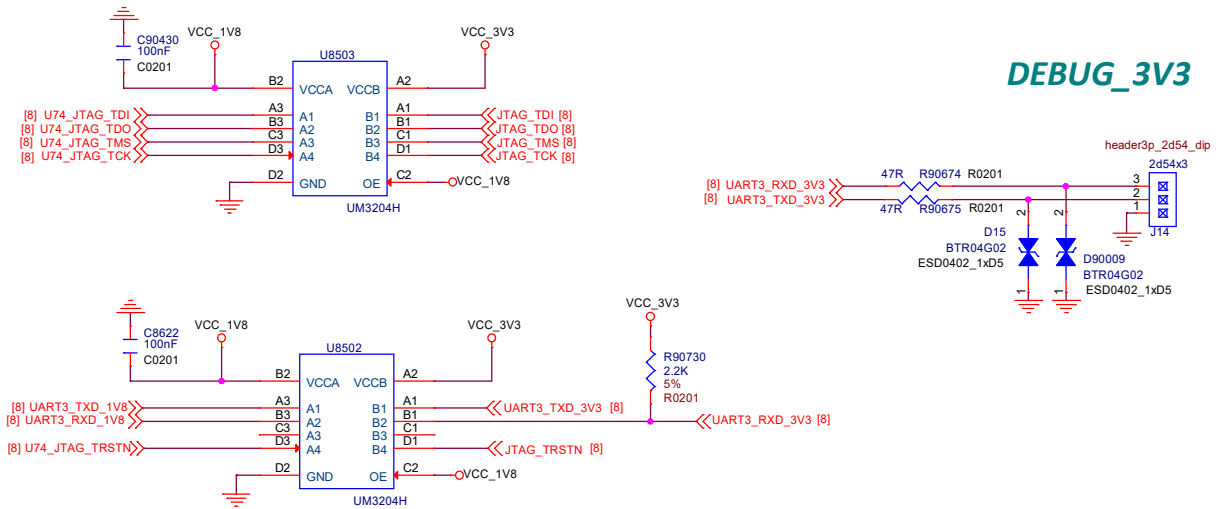 C90430
100nF
C0201
VCC_1V8
VCC_3V3
U8503
DEBUG_3V3
B2 VCCA VCCB A2
[8] U74_JTAG_TDI A3 A1 B1 A1 JTAG_TDI [8]
[8] U74_JTAG_TDO B3 A2 B2 B1 JTAG_TDO [8]
[8] U74_JTAG_TMS C3 A3 B3 C1 JTAG_TMS [8]
[8] U74_JTAG_TCK D3 A4 B4 D1 JTAG_TCK [8]
D2 GND OE C2 VCC_1V8
UM3204H
header3p_2d54_dip
2d54x3
[8] UART3_RXD_3V3 47R R90674 R0201 3
[8] UART3_TXD_3V3 2
47R R90675 R0201 1
J14
2 2
D15
BTR04G02
ESD0402_1xD5
D90009
BTR04G02
ESD0402_1xD5
1 1
C8622
100nF
C0201
VCC_1V8
VCC_3V3
VCC_3V3
U8502
R90730
2.2K
5%
R0201
B2 VCCA VCCB A2
[8] UART3_TXD_1V8 A3 A1 B1 A1 UART3_TXD_3V3 [8]
[8] UART3_RXD_1V8 B3 A2 B2 B1 UART3_RXD_3V3 [8]
C3 A3 B3 C1
[8] U74_JTAG_TRSTN D3 A4 B4 D1 JTAG_TRSTN [8]
D2 GND OE C2 VCC_1V8
UM3204H